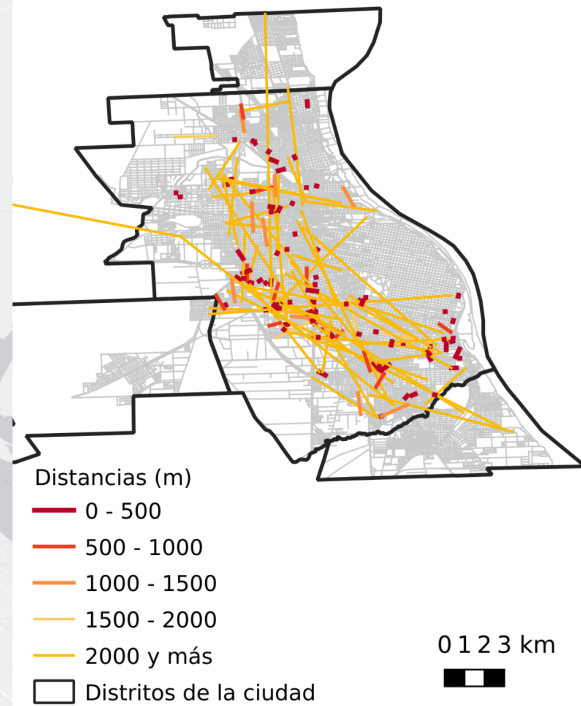 Distancias (m)
0 - 500
500 - 1000
1000 - 1500
1500 - 2000
2000 y más
Distritos de la ciudad
0 1 2 3 km